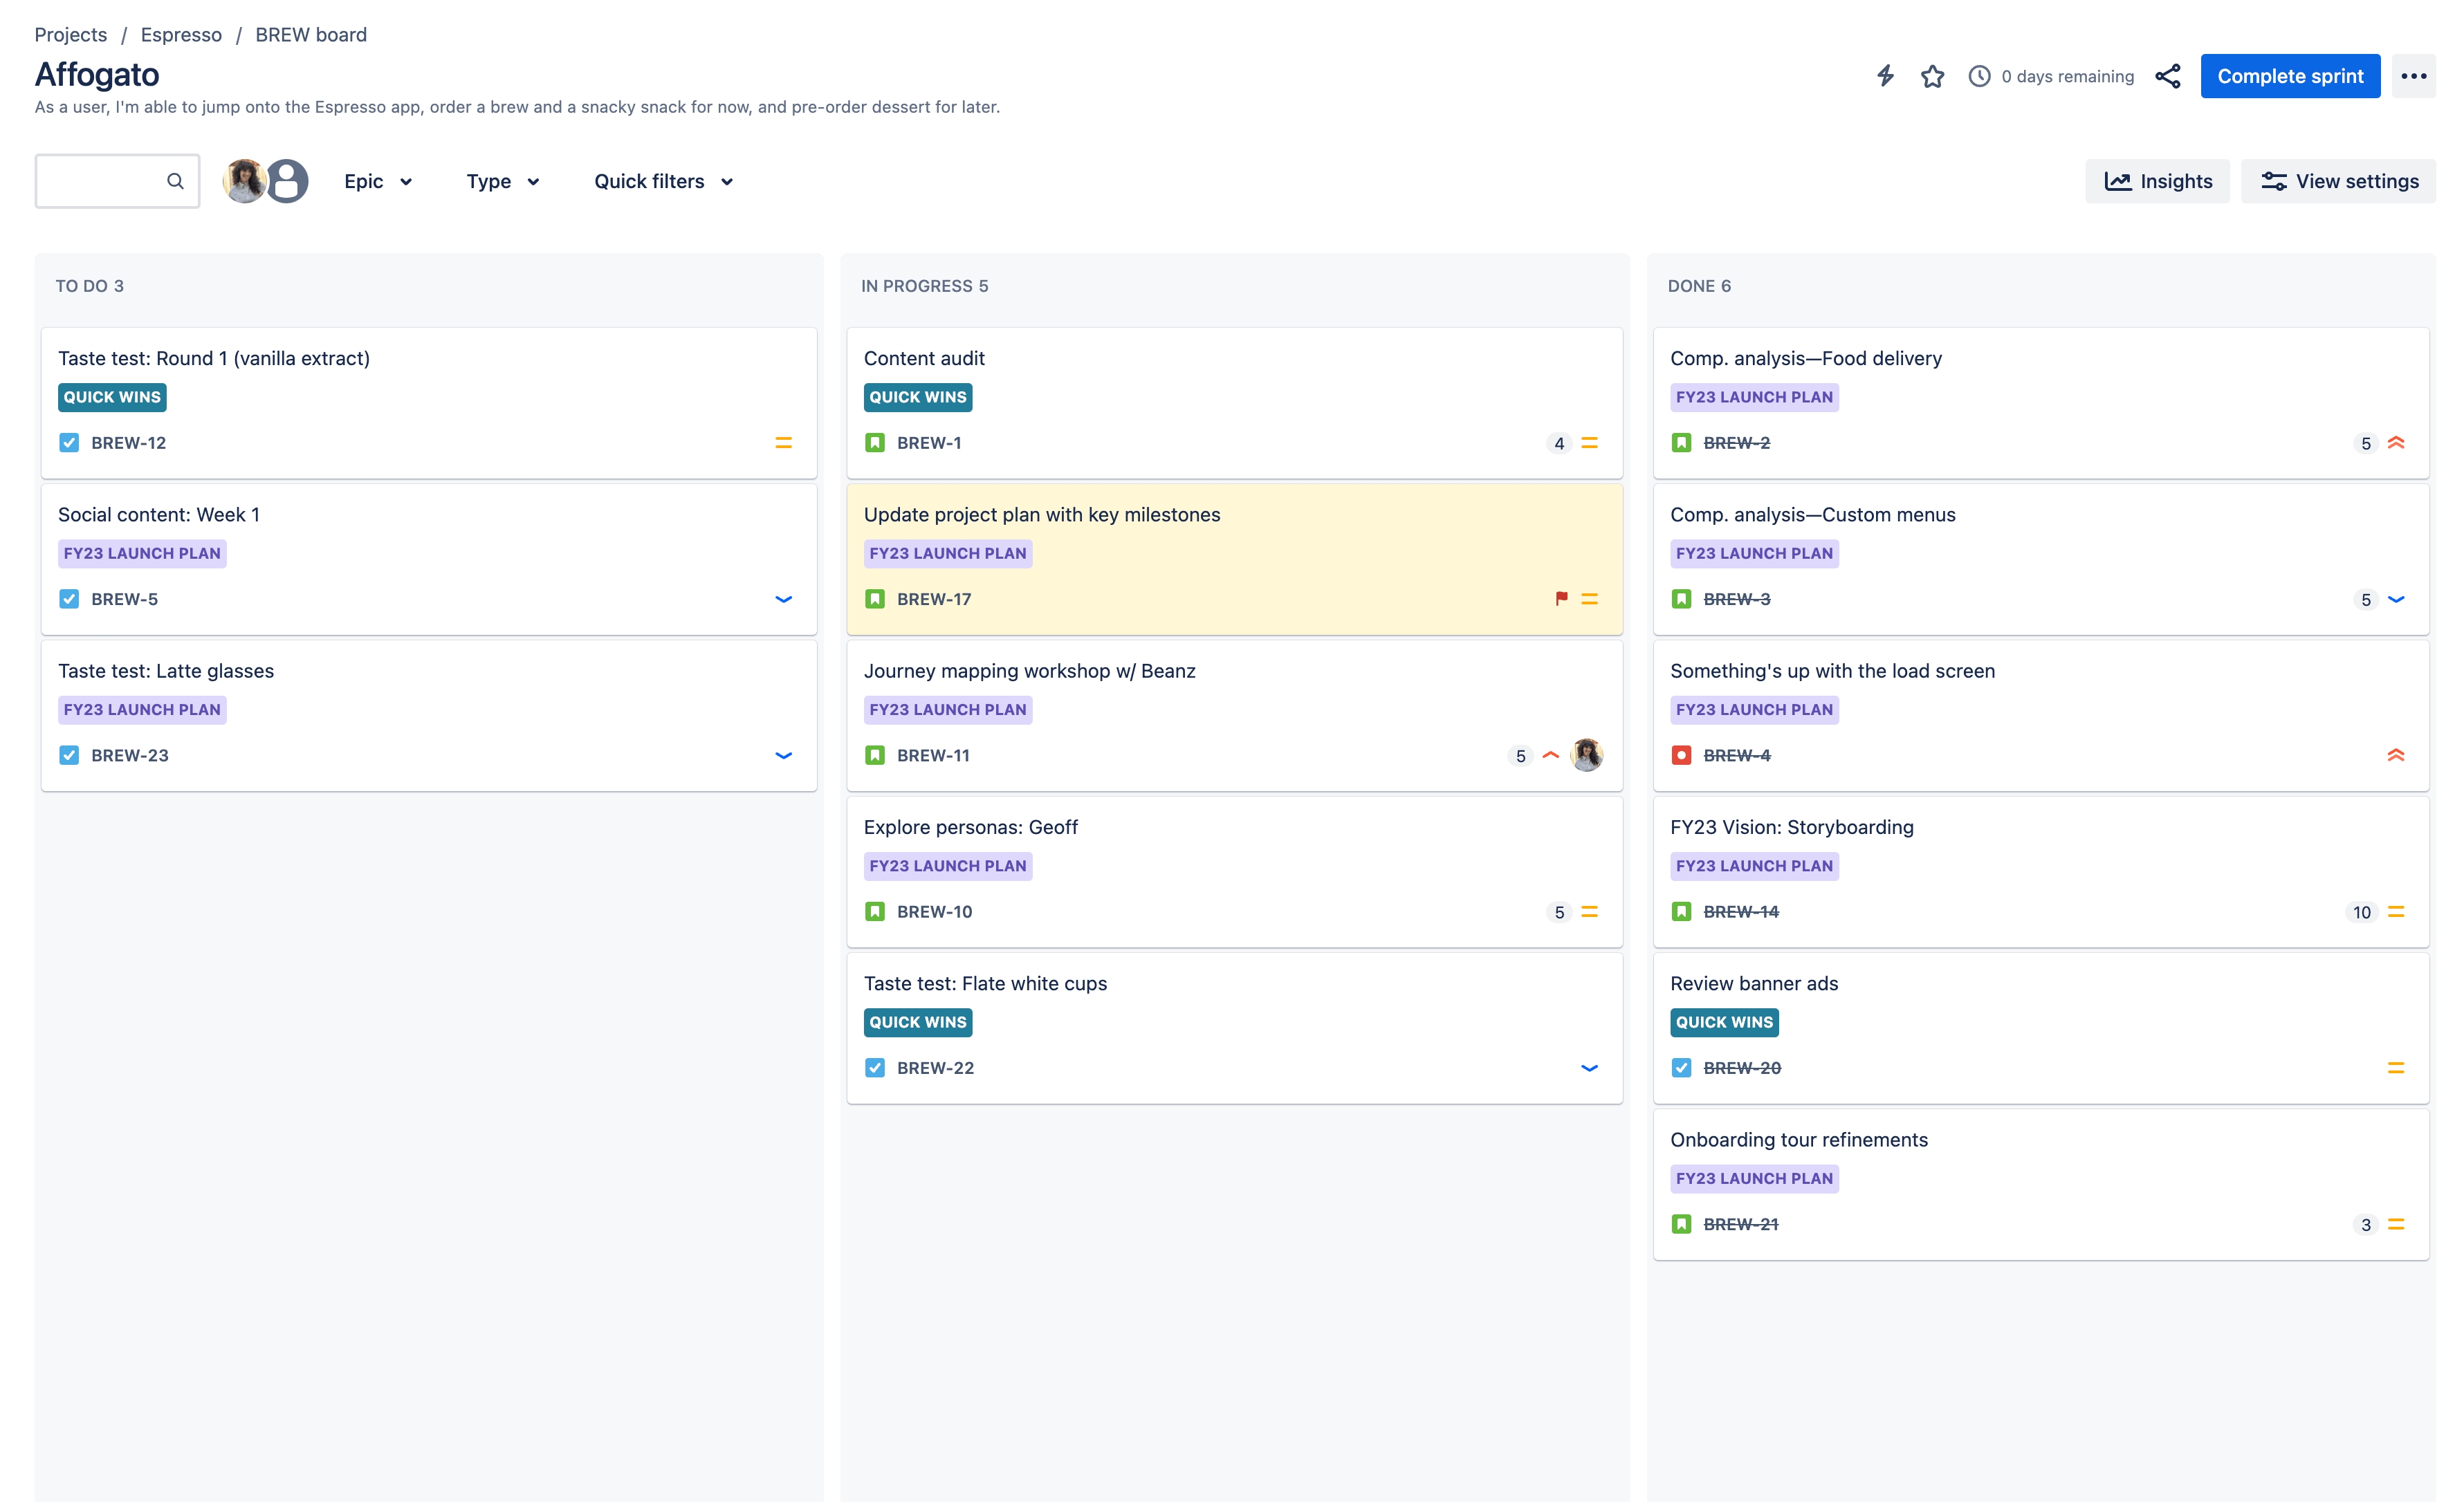 Projects / Espresso / BREW board
Affogato
As a user, I'm able to jump onto the Espresso app, order a brew and a snacky snack for now, and pre-order dessert for later.
0 days remaining
Complete sprint
Epic
Type
Quick filters
Insights
View settings
TO DO 3
Taste test: Round 1 (vanilla extract)
QUICK WINS
BREW-12
Social content: Week 1
FY23 LAUNCH PLAN
BREW-5
Taste test: Latte glasses
FY23 LAUNCH PLAN
BREW-23
IN PROGRESS 5
Content audit
QUICK WINS
BREW-1 4
Update project plan with key milestones
FY23 LAUNCH PLAN
BREW-17
Journey mapping workshop w/ Beanz
FY23 LAUNCH PLAN
BREW-11 5
Explore personas: Geoff
FY23 LAUNCH PLAN
BREW-10 5
Taste test: Flate white cups
QUICK WINS
BREW-22
DONE 6
Comp. analysis—Food delivery
FY23 LAUNCH PLAN
BREW-2 5
Comp. analysis—Custom menus
FY23 LAUNCH PLAN
BREW-3 5
Something's up with the load screen
FY23 LAUNCH PLAN
BREW-4
FY23 Vision: Storyboarding
FY23 LAUNCH PLAN
BREW-14 10
Review banner ads
QUICK WINS
BREW-20
Onboarding tour refinements
FY23 LAUNCH PLAN
BREW-21 3